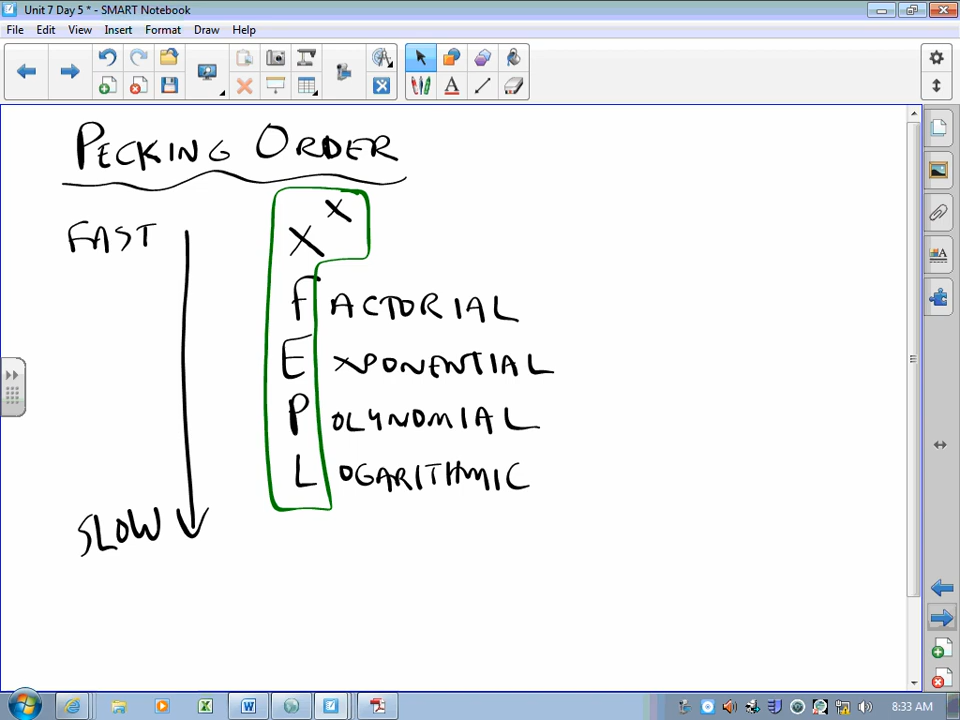 Unit 7 Day 5 * - SMART Notebook
File Edit View Insert Format Draw Help
PECKING ORDER
FAST
X
X
FACTORIAL
EXPONENTIAL
POLYNOMIAL
LOGARITHMIC
SLOW
8:33 AM